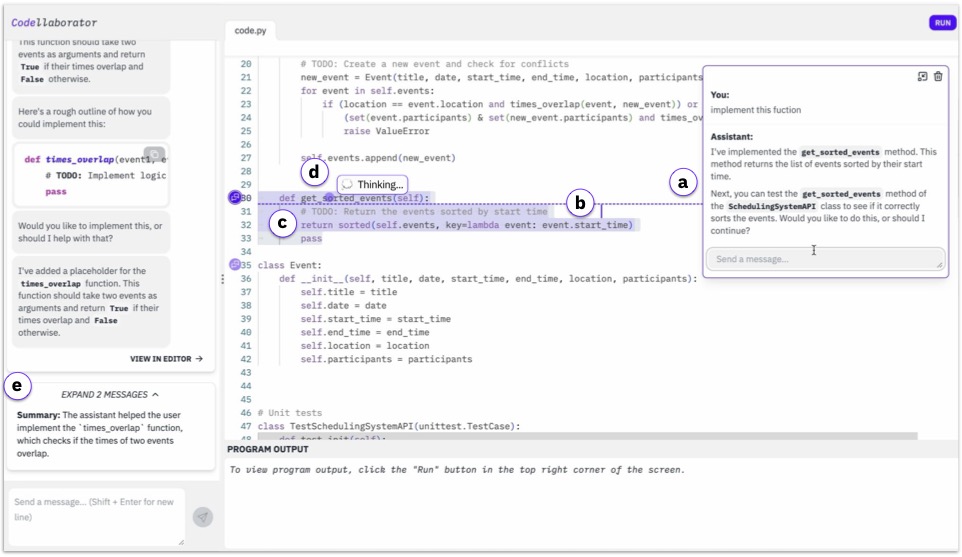 Codellaborator
This function should take two
events as arguments and return
True if their times overlap and
False otherwise.
Here's a rough outline of how you
could implement this:
def times_overlap(event1, e
# TODO: Implement logic
pass
Would you like to implement this, or
should I help with that?
I've added a placeholder for the
times_overlap function. This
function should take two events as
arguments and return True if their
times overlap and False
otherwise.
VIEW IN EDITOR →
e
EXPAND 2 MESSAGES
Summary: The assistant helped the user
implement the `times_overlap` function,
which checks if the times of two events
overlap.
Send a message... (Shift + Enter for new
line)
code.py
RUN
20 # TODO: Create a new event and check for conflicts
21 new_event = Event(title, date, start_time, end_time, location, participants
22 for event in self.events:
23 if (location == event.location and times_overlap(event, new_event)) or
24 (set(event.participants) & set(new_event.participants) and times_ov
25 raise ValueError
26
27 self.events.append(new_event)
28
d
Thinking...
29
30 def get_sorted_events(self):
b
31 # TODO: Return the events sorted by start time
c
32 return sorted(self.events, key=lambda event: event.start_time)
33 pass
34
35 class Event:
36 def __init__(self, title, date, start_time, end_time, location, participants):
37 self.title = title
38 self.date = date
39 self.start_time = start_time
40 self.end_time = end_time
41 self.location = location
42 self.participants = participants
43
44
45
46 # Unit tests
47 class TestSchedulingSystemAPI(unittest.TestCase):
48 def test_init(self):
a
You:
implement this fuction
Assistant:
I've implemented the get_sorted_events method. This
method returns the list of events sorted by their start
time.
Next, you can test the get_sorted_events method of
the SchedulingSystemAPI class to see if it correctly
sorts the events. Would you like to do this, or should I
continue?
Send a message...
PROGRAM OUTPUT
To view program output, click the "Run" button in the top right corner of the screen.